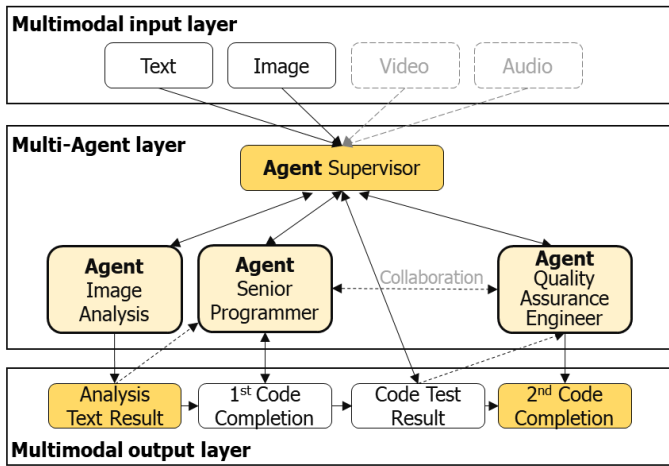 Multimodal input layer
Text
Image
Video
Audio
Multi-Agent layer
Agent Supervisor
Agent
Image
Analysis
Agent
Senior
Programmer
Collaboration
Agent
Quality
Assurance
Engineer
Analysis
Text Result
1st Code
Completion
Code Test
Result
2nd Code
Completion
Multimodal output layer